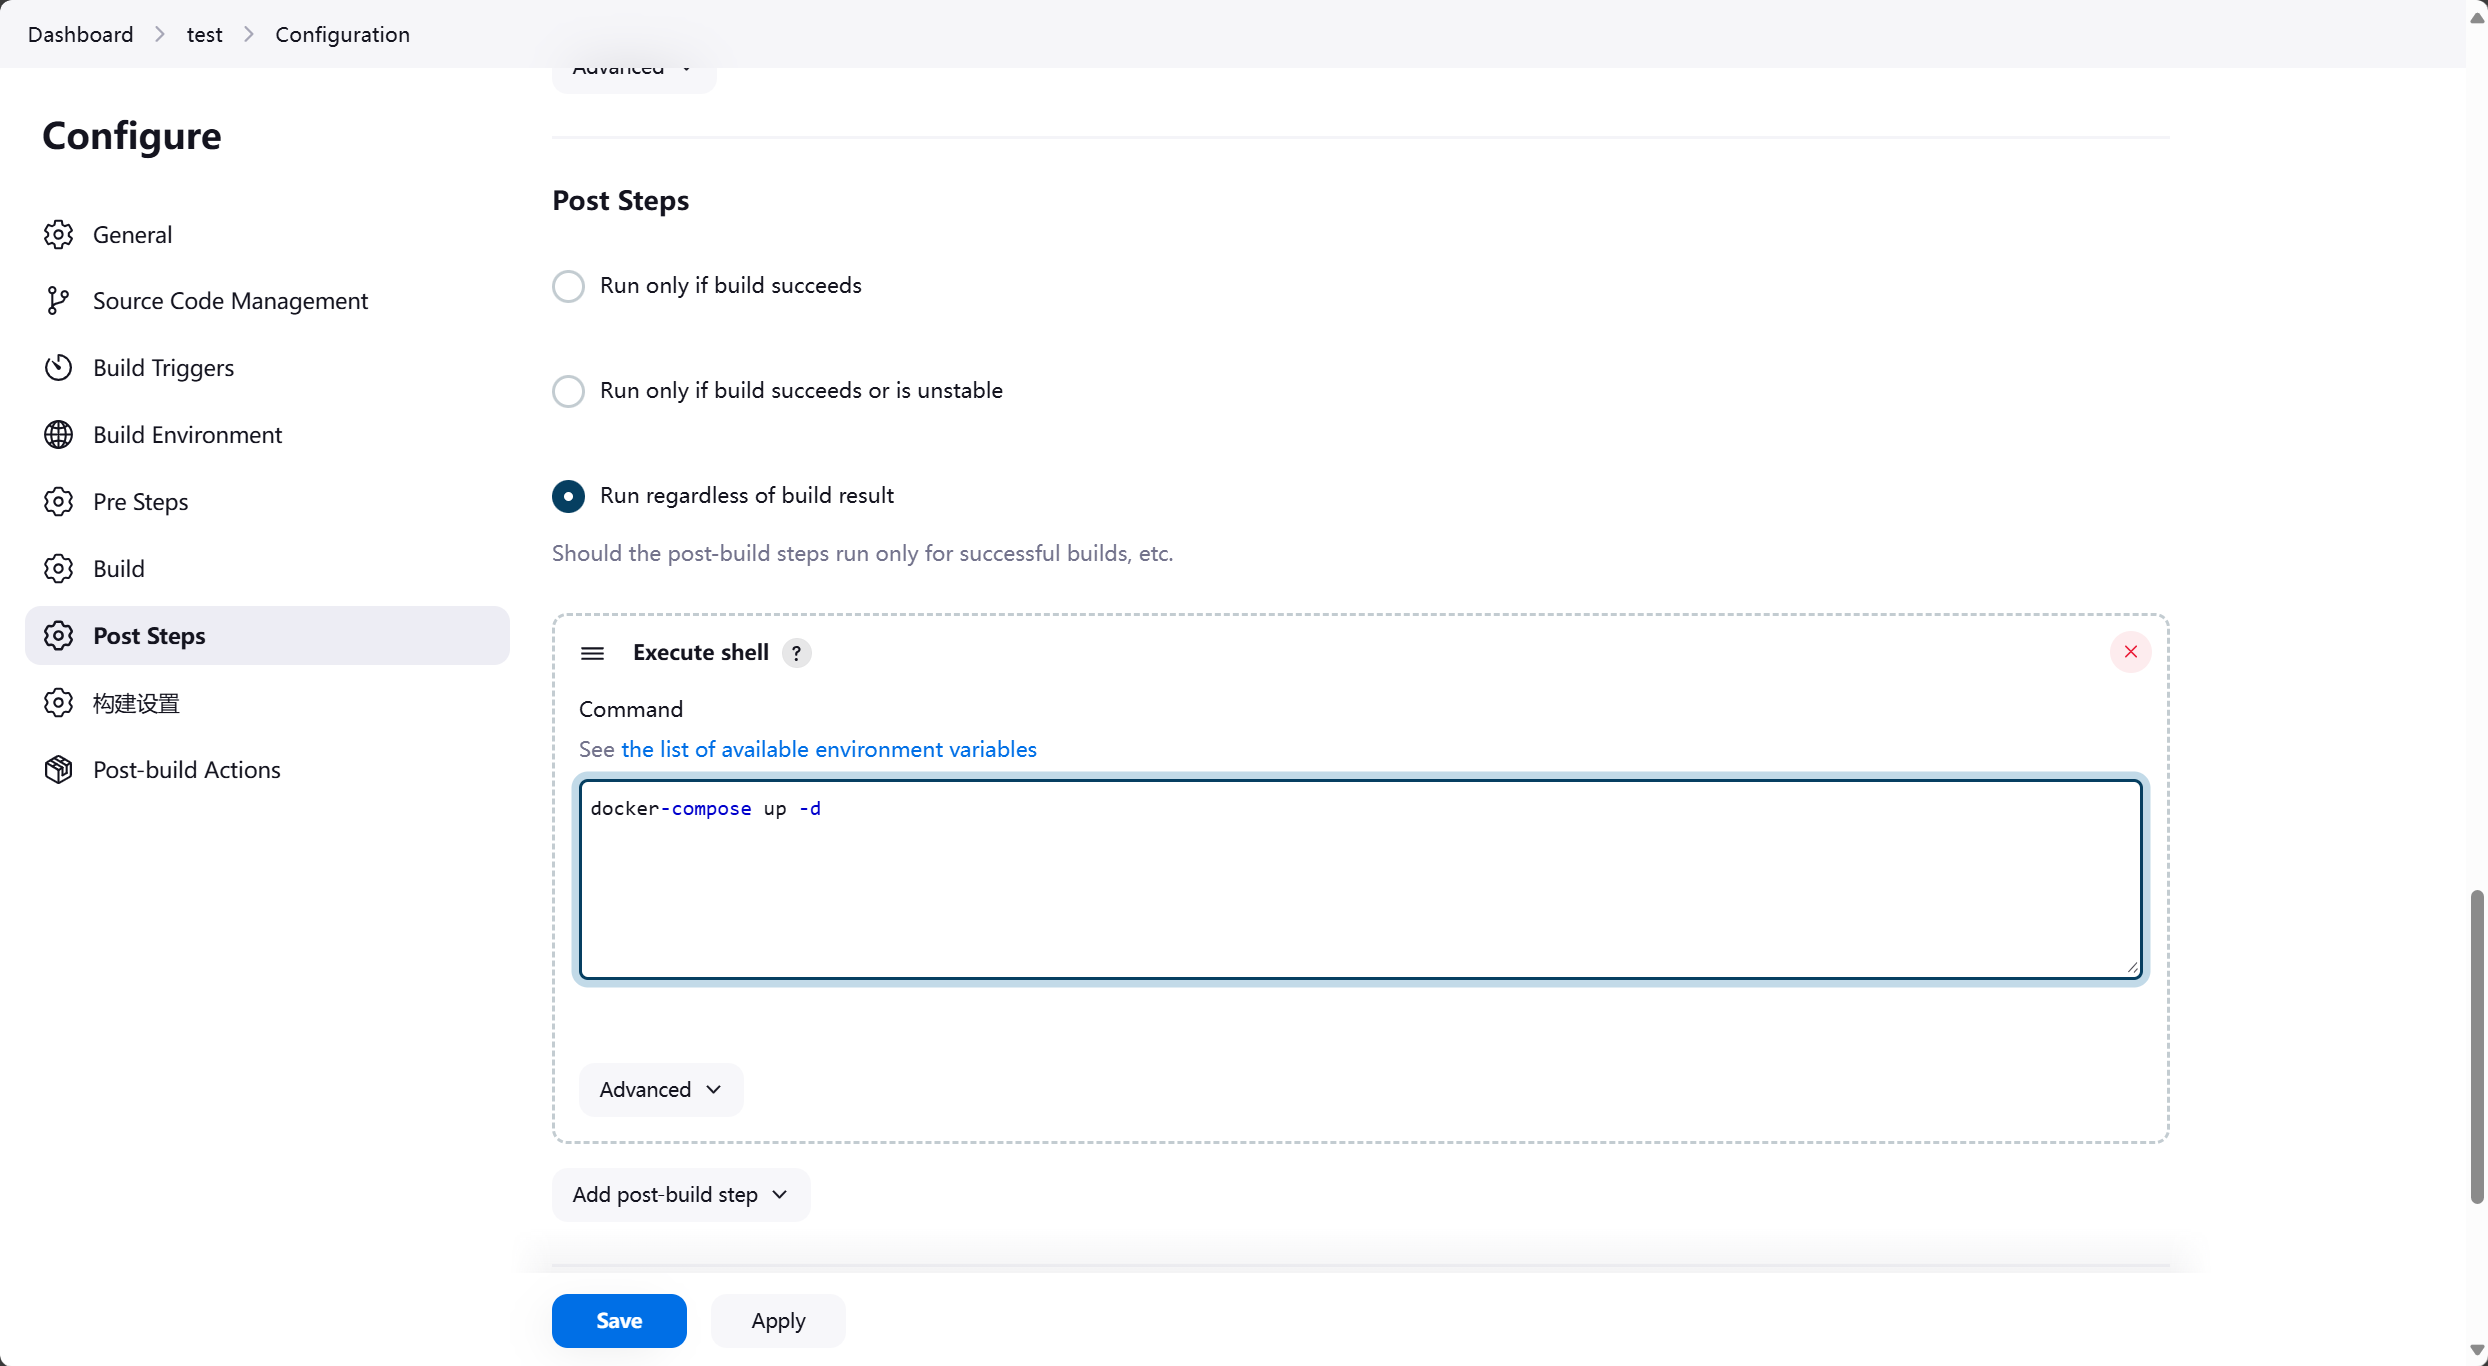 Dashboard > test > Configuration
Advanced
Configure
General
Source Code Management
Build Triggers
Build Environment
Pre Steps
Build
Post Steps
构建设置
Post-build Actions
Post Steps
Run only if build succeeds
Run only if build succeeds or is unstable
Run regardless of build result
Should the post-build steps run only for successful builds, etc.
Execute shell ?
Command
See the list of available environment variables
docker-compose up -d
Advanced
Add post-build step
Save Apply